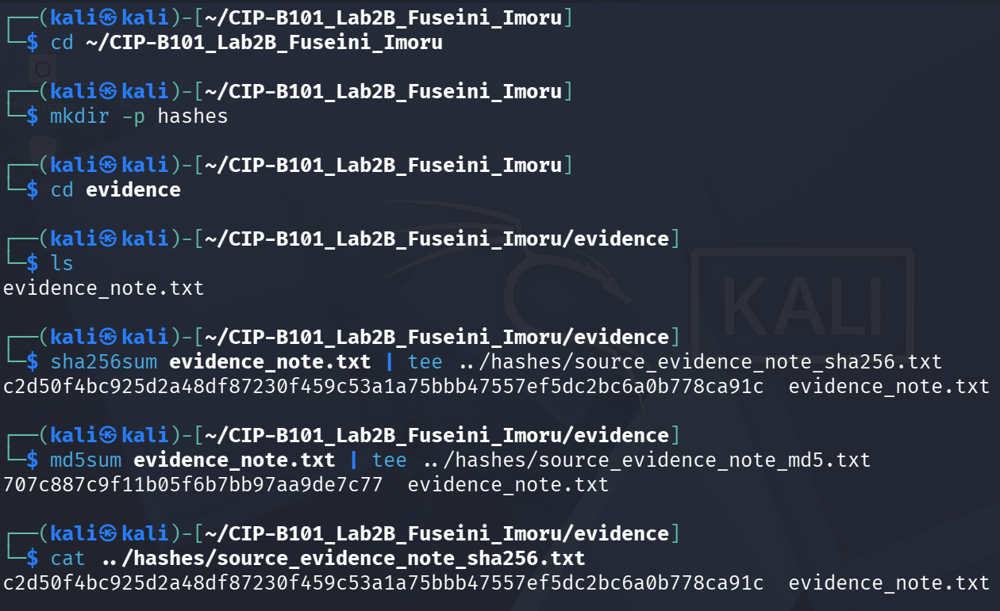 ┌──(kali㉿kali)-[~/CIP-B101_Lab2B_Fuseini_Imoru]
└─$ cd ~/CIP-B101_Lab2B_Fuseini_Imoru
┌──(kali㉿kali)-[~/CIP-B101_Lab2B_Fuseini_Imoru]
└─$ mkdir -p hashes
┌──(kali㉿kali)-[~/CIP-B101_Lab2B_Fuseini_Imoru]
└─$ cd evidence
┌──(kali㉿kali)-[~/CIP-B101_Lab2B_Fuseini_Imoru/evidence]
└─$ ls
evidence_note.txt
┌──(kali㉿kali)-[~/CIP-B101_Lab2B_Fuseini_Imoru/evidence]
└─$ sha256sum evidence_note.txt | tee ../hashes/source_evidence_note_sha256.txt
c2d50f4bc925d2a48df87230f459c53a1a75bbb47557ef5dc2bc6a0b778ca91c  evidence_note.txt
┌──(kali㉿kali)-[~/CIP-B101_Lab2B_Fuseini_Imoru/evidence]
└─$ md5sum evidence_note.txt | tee ../hashes/source_evidence_note_md5.txt
707c887c9f11b05f6b7bb97aa9de7c77  evidence_note.txt
┌──(kali㉿kali)-[~/CIP-B101_Lab2B_Fuseini_Imoru/evidence]
└─$ cat ../hashes/source_evidence_note_sha256.txt
c2d50f4bc925d2a48df87230f459c53a1a75bbb47557ef5dc2bc6a0b778ca91c  evidence_note.txt
KALI